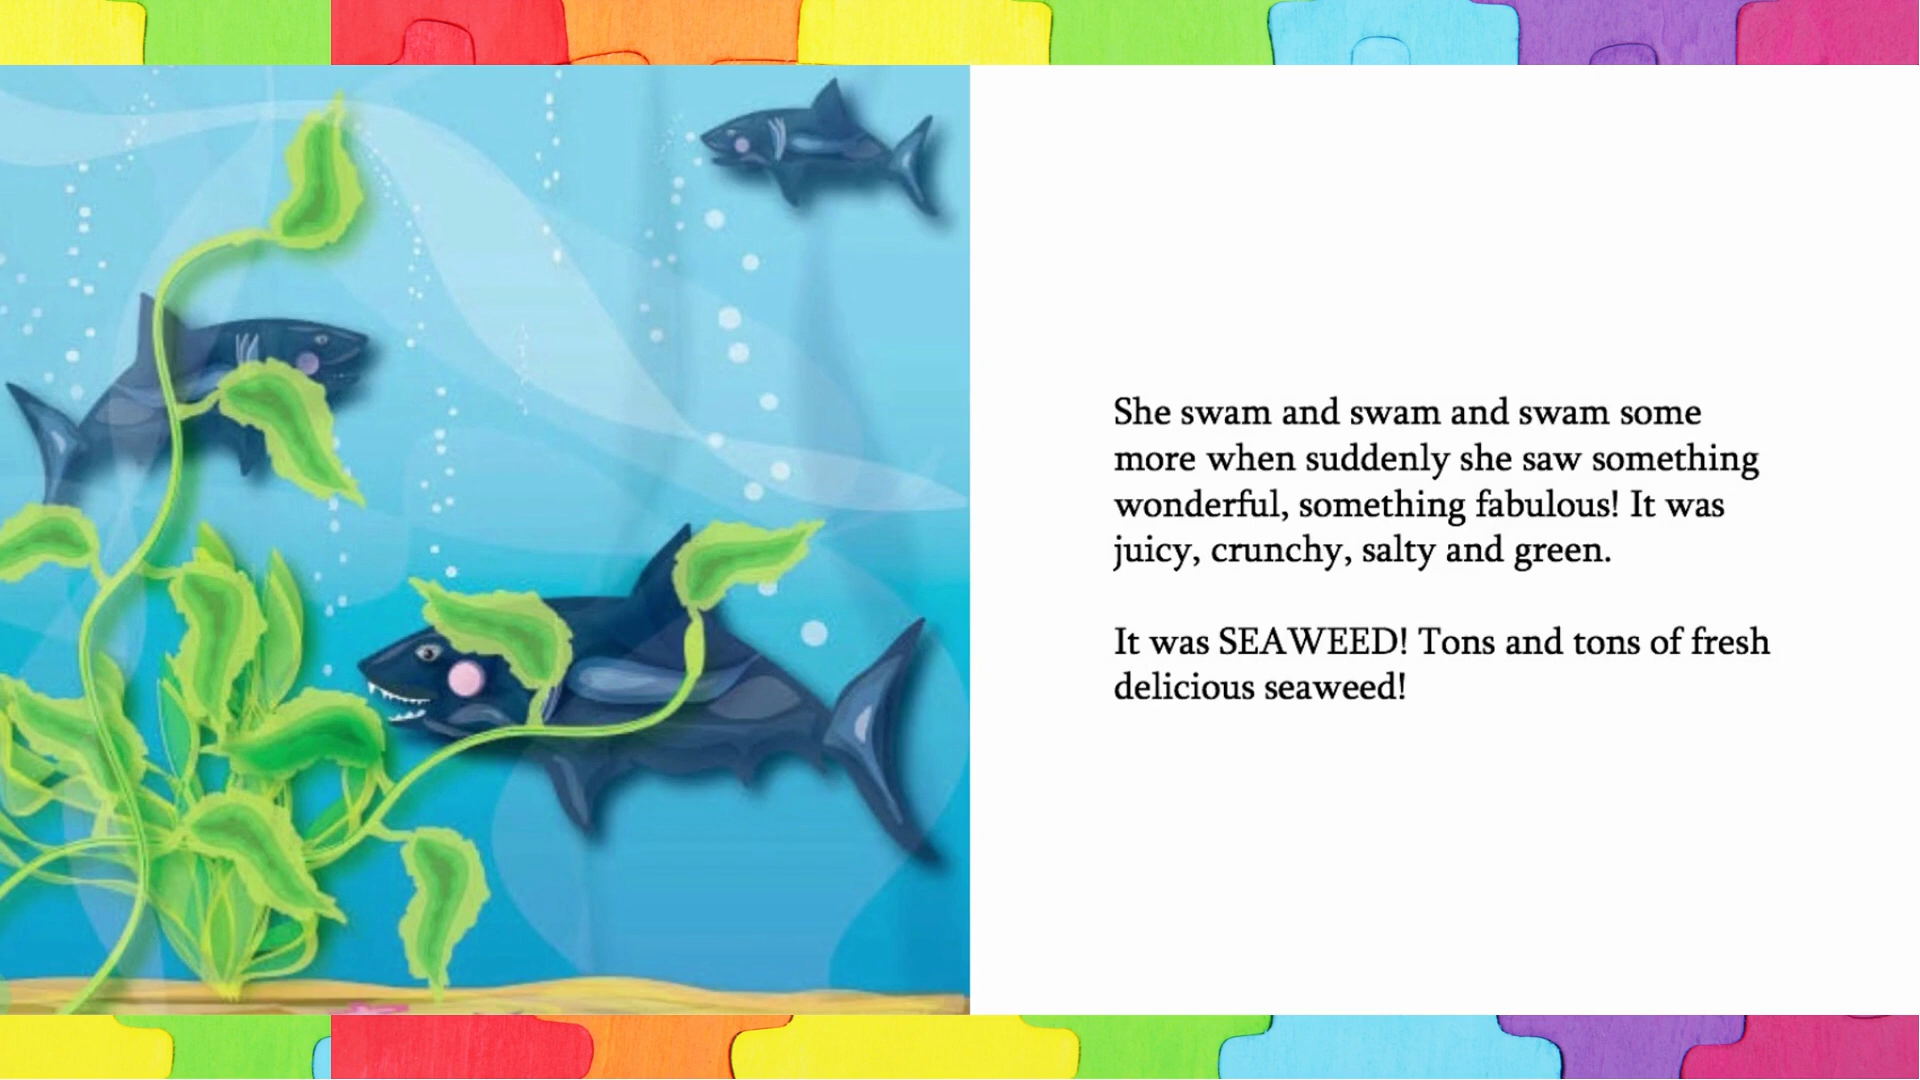 She swam and swam and swam some
more when suddenly she saw something
wonderful, something fabulous! It was
juicy, crunchy, salty and green.
It was SEAWEED! Tons and tons of fresh
delicious seaweed!